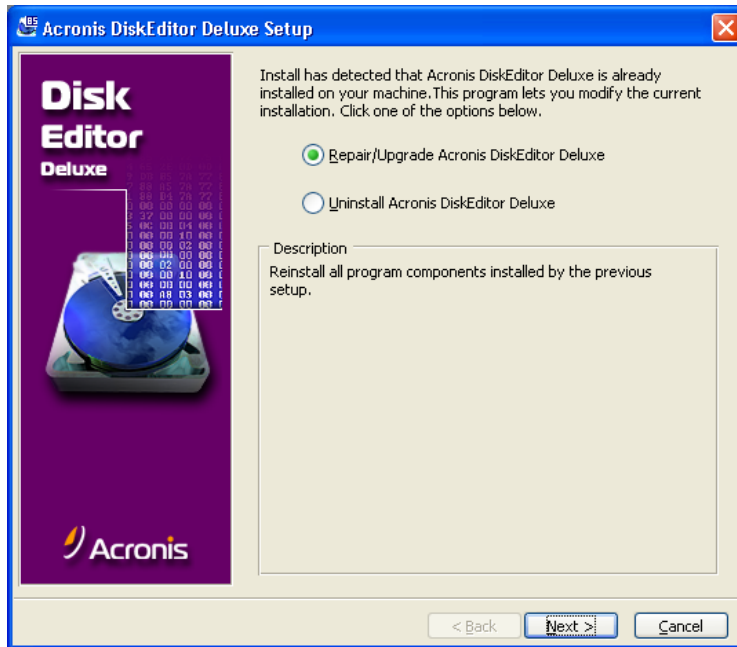 Acronis DiskEditor Deluxe Setup
Disk
Editor
Deluxe
Acronis
Install has detected that Acronis DiskEditor Deluxe is already
installed on your machine.This program lets you modify the current
installation. Click one of the options below.
Repair/Upgrade Acronis DiskEditor Deluxe
Uninstall Acronis DiskEditor Deluxe
Description
Reinstall all program components installed by the previous
setup.
< Back
Next >
Cancel